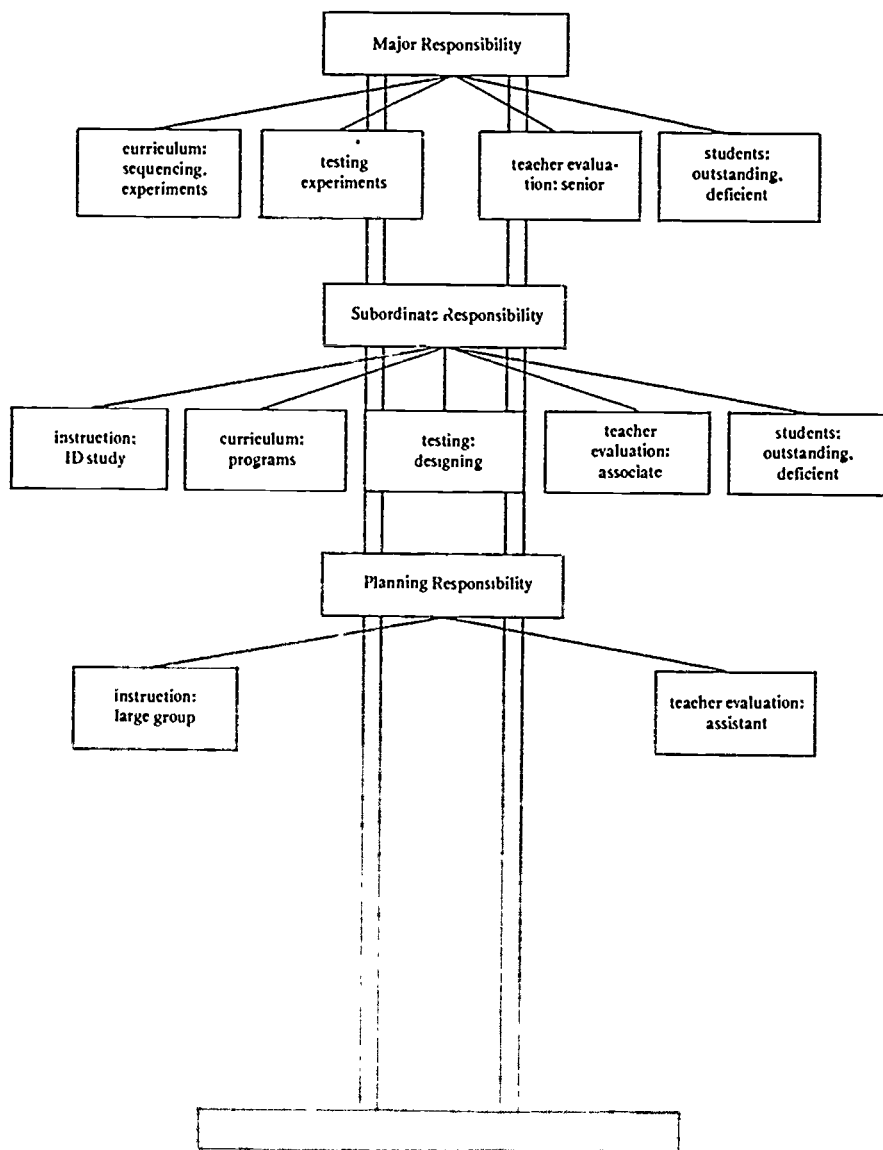 Major Responsibility
curriculum:
sequencing,
experiments
testing
experiments
teacher evalua-
tion: senior
students:
outstanding,
deficient
Subordinate Responsibility
instruction:
ID study
curriculum:
programs
testing:
designing
teacher
evaluation:
associate
students:
outstanding,
deficient
Planning Responsibility
instruction:
large group
teacher evaluation:
assistant